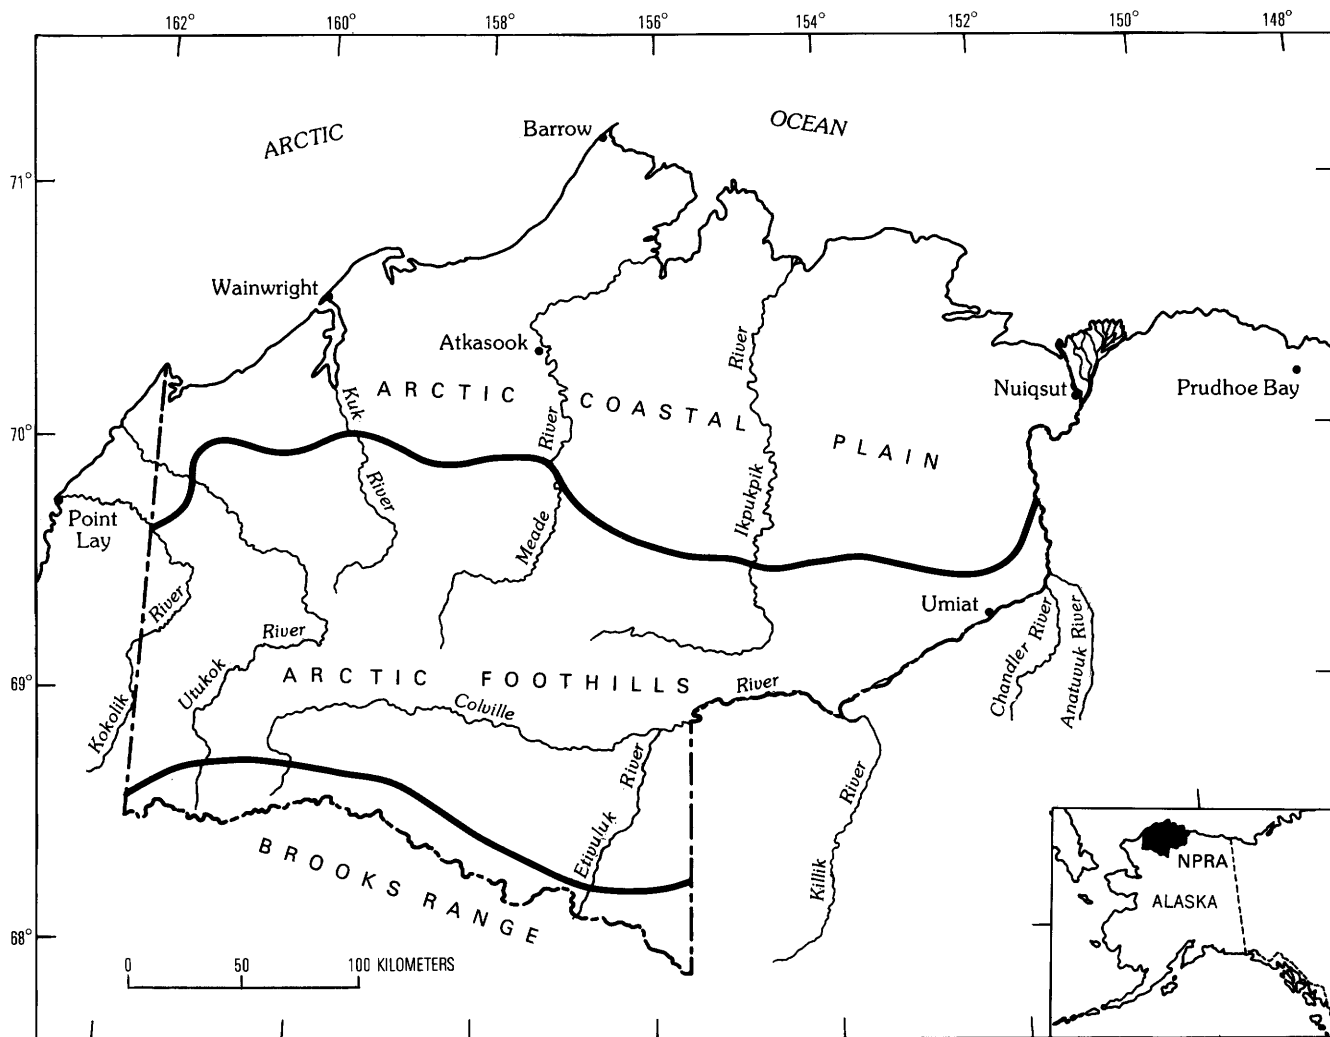 162° 160° 158° 156° 154° 152° 150° 148°
ARCTIC
OCEAN
Barrow
71°
Wainwright
Atkasook
River
ARCTIC COASTAL PLAIN
Nuiqsut
Prudhoe Bay
Kuk
River
70°
River
Meade
Ikpukpik
Point
Lay
River
Kokolik
River
Utukok
Umiat
Chandler River
Anatuvuk River
69°
ARCTIC FOOTHILLS
River
Colville
River
Etivuluk
River
Killik
BROOKS RANGE
68°
0 50 100 KILOMETERS
NPRA
ALASKA